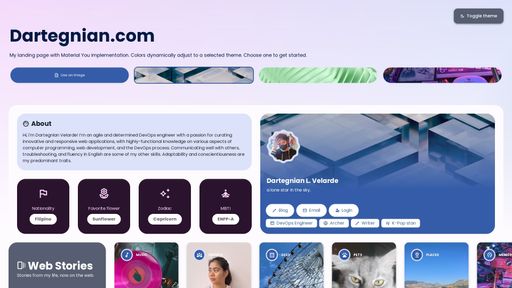 Toggle theme
Dartegnian.com
My landing page with Material You implementation. Colors dynamically adjust to a selected theme. Choose one to get started.
Use an image
About
Hi, I'm Dartegnian Velarde! I'm an agile and determined DevOps engineer with a passion for curating
innovative and responsive web applications, with highly-functional knowledge on various aspects of
computer programming, web development, and the DevOps process. Communicating well with others,
troubleshooting, and fluency in English are some of my other skills. Adaptability and conscientiousness are
my predominant traits.
Dartegnian L. Velarde
a lone star in the sky.
Blog
Email
Login
DevOps Engineer
Archer
Writer
K-Pop stan
Nationality
Filipino
Favorite Flower
Sunflower
Zodiac
Capricorn
MBTI
ENFP-A
Web Stories
Stories from my life, now on the web.
MUSIC
PETS
PLACES